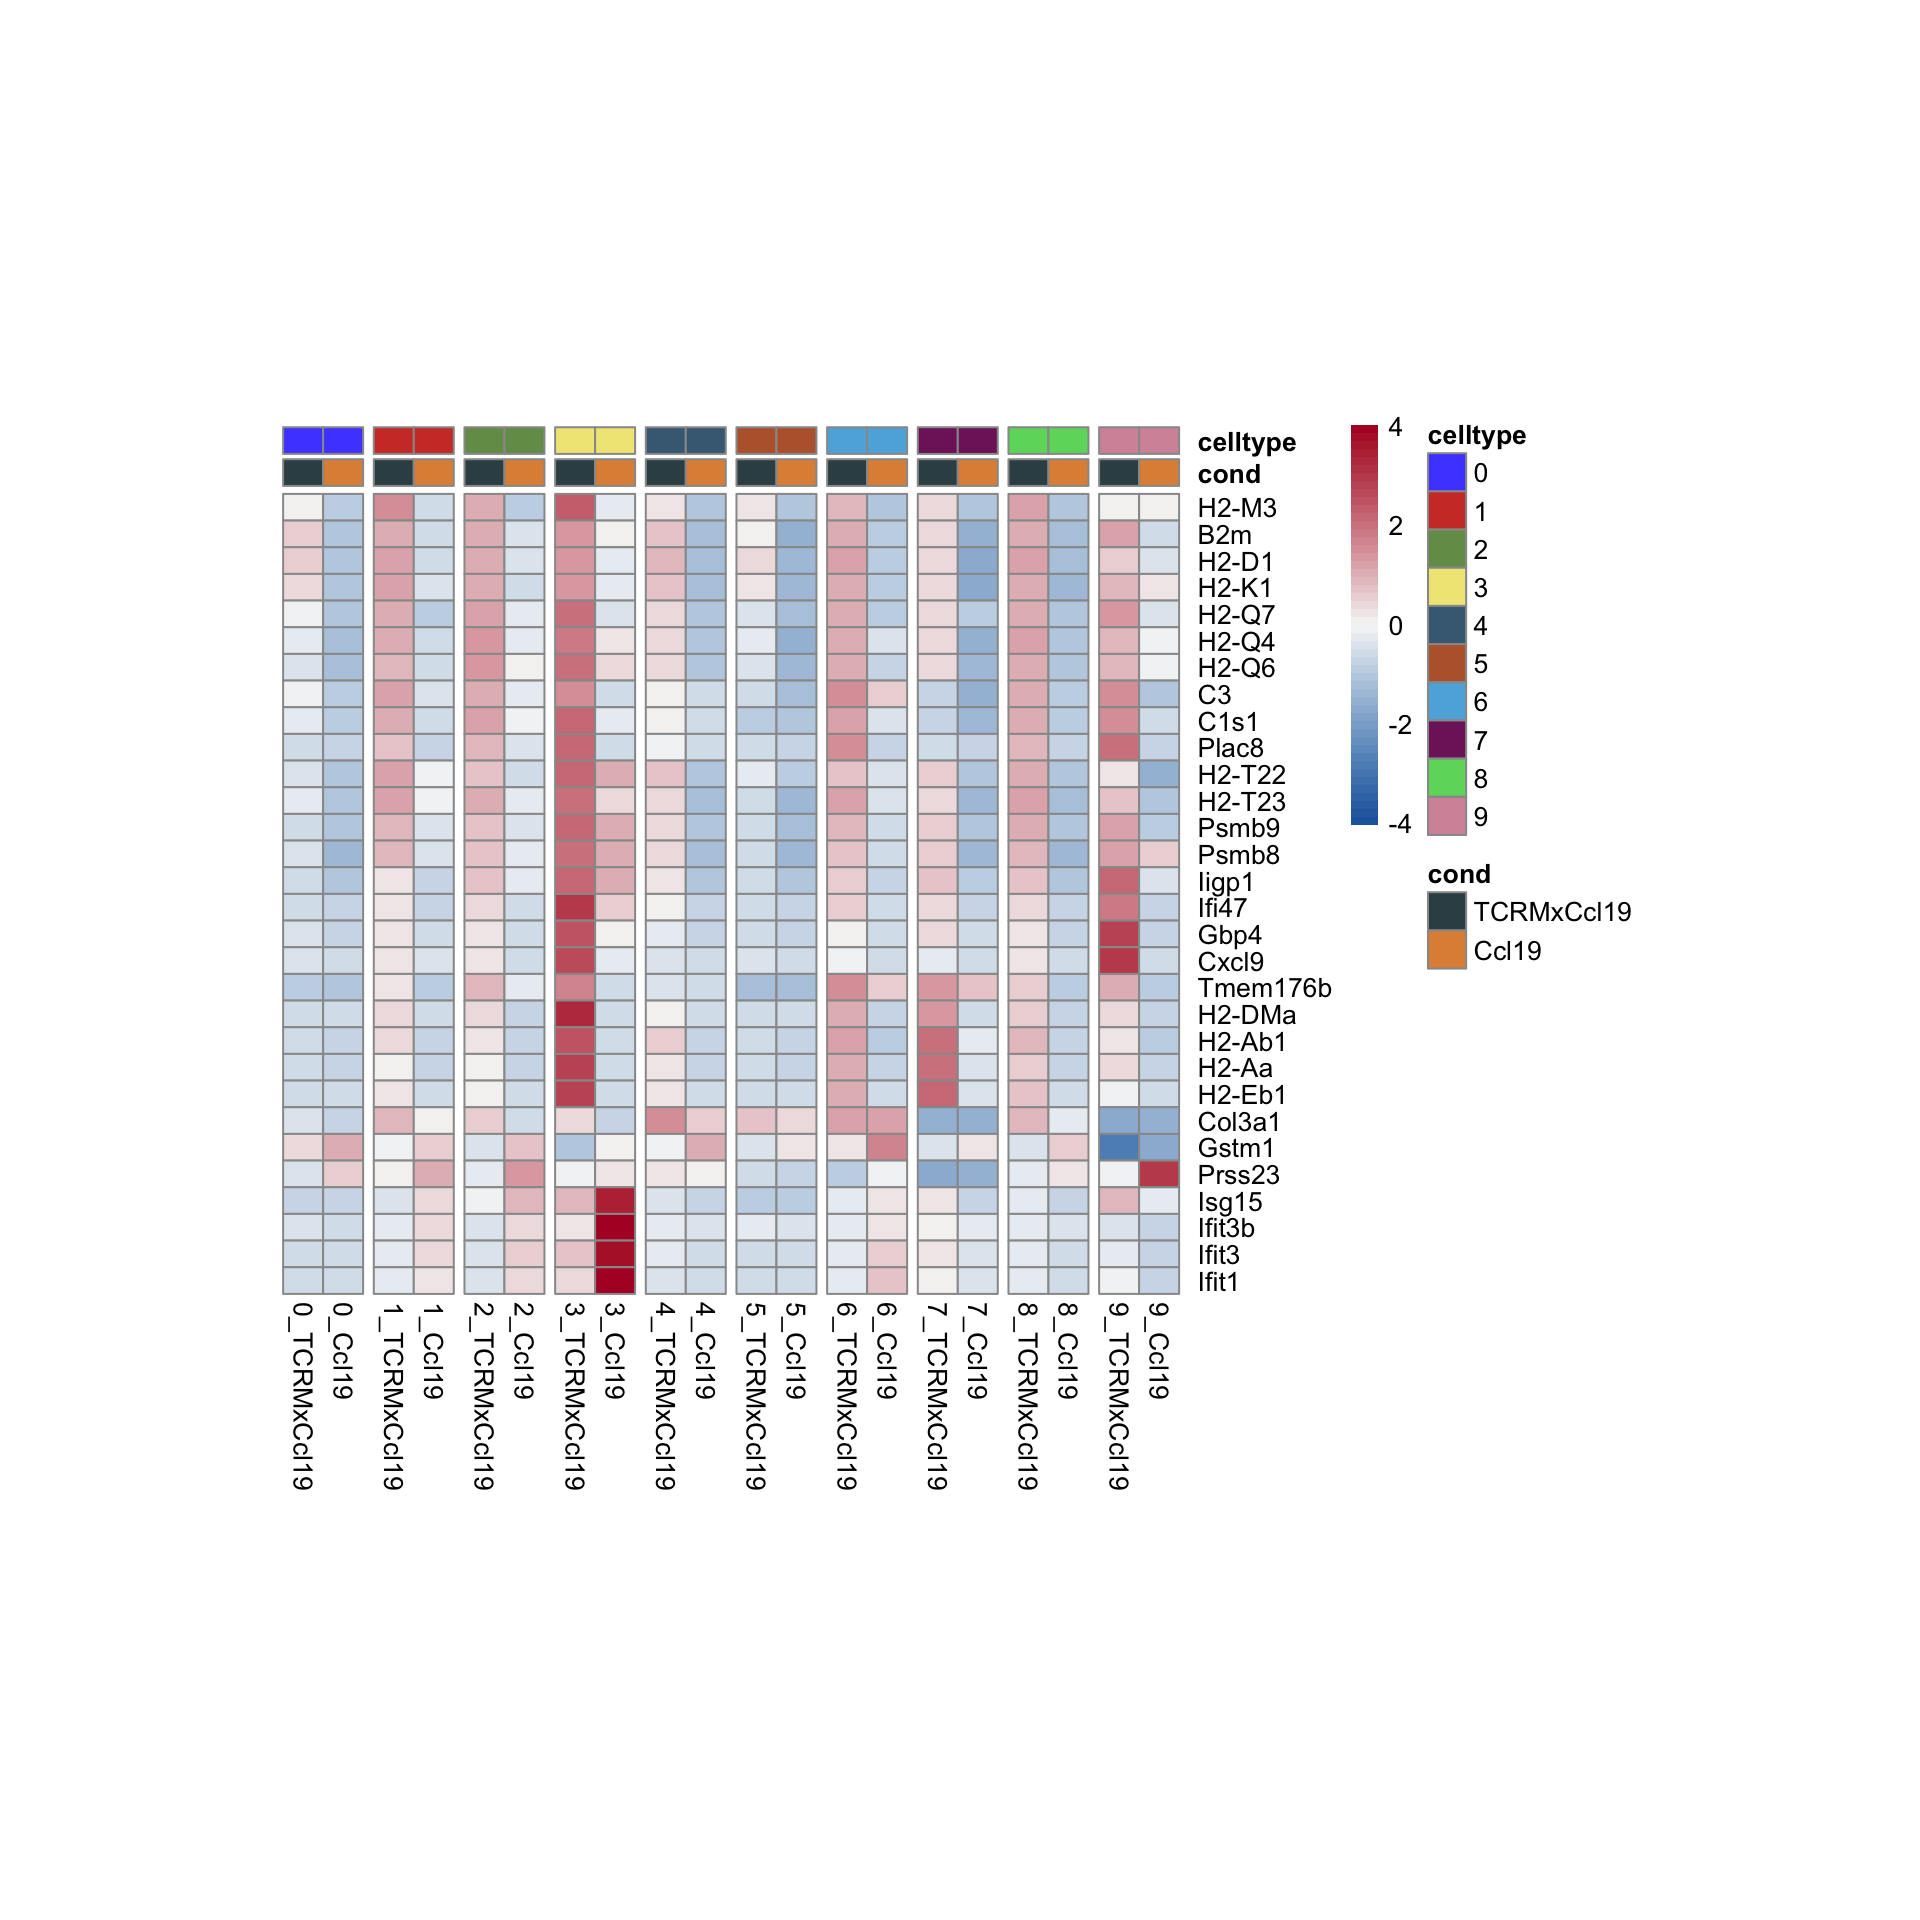 celltype
cond
H2-M3
B2m
H2-D1
H2-K1
H2-Q7
H2-Q4
H2-Q6
C3
C1s1
Plac8
H2-T22
H2-T23
Psmb9
Psmb8
Iigp1
Ifi47
Gbp4
Cxcl9
Tmem176b
H2-DMa
H2-Ab1
H2-Aa
H2-Eb1
Col3a1
Gstm1
Prss23
Isg15
Ifit3b
Ifit3
Ifit1
0_TCRMxCcl19
0_Ccl19
1_TCRMxCcl19
1_Ccl19
2_TCRMxCcl19
2_Ccl19
3_TCRMxCcl19
3_Ccl19
4_TCRMxCcl19
4_Ccl19
5_TCRMxCcl19
5_Ccl19
6_TCRMxCcl19
6_Ccl19
7_TCRMxCcl19
7_Ccl19
8_TCRMxCcl19
8_Ccl19
9_TCRMxCcl19
9_Ccl19
4
2
0
-2
-4
celltype
0
1
2
3
4
5
6
7
8
9
cond
TCRMxCcl19
Ccl19